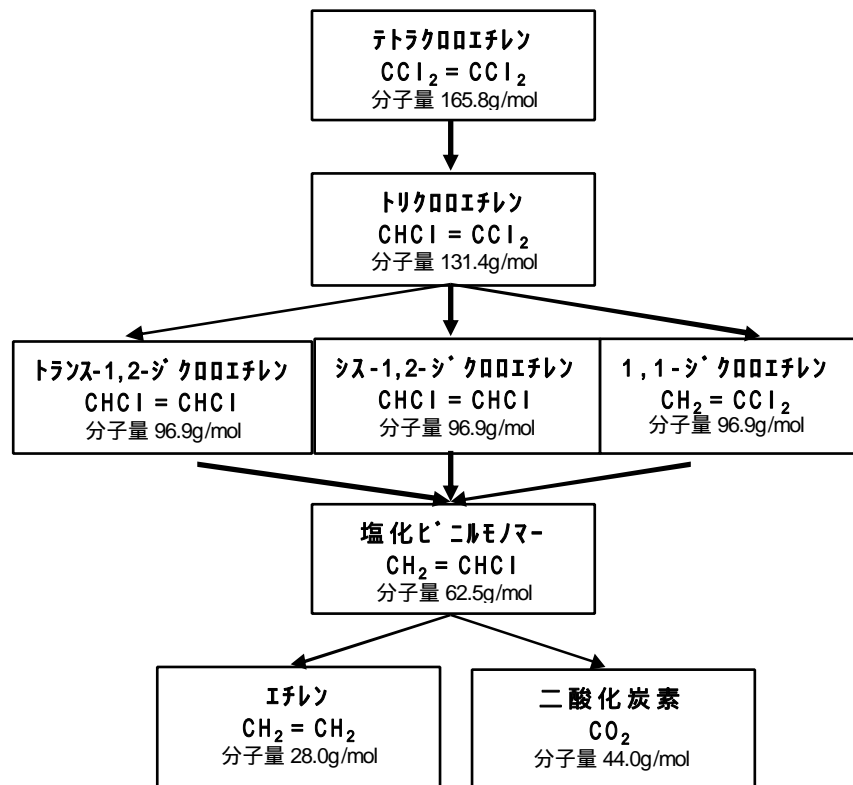 テトラクロロエチレン
CCl₂ = CCl₂
分子量 165.8g/mol
トリクロロエチレン
CHCl = CCl₂
分子量 131.4g/mol
トランス-1,2-ジクロロエチレン
CHCl = CHCl
分子量 96.9g/mol
シス-1,2-ジクロロエチレン
CHCl = CHCl
分子量 96.9g/mol
1,1-ジクロロエチレン
CH₂ = CCl₂
分子量 96.9g/mol
塩化ビニルモノマー
CH₂ = CHCl
分子量 62.5g/mol
エチレン
CH₂ = CH₂
分子量 28.0g/mol
二酸化炭素
CO₂
分子量 44.0g/mol